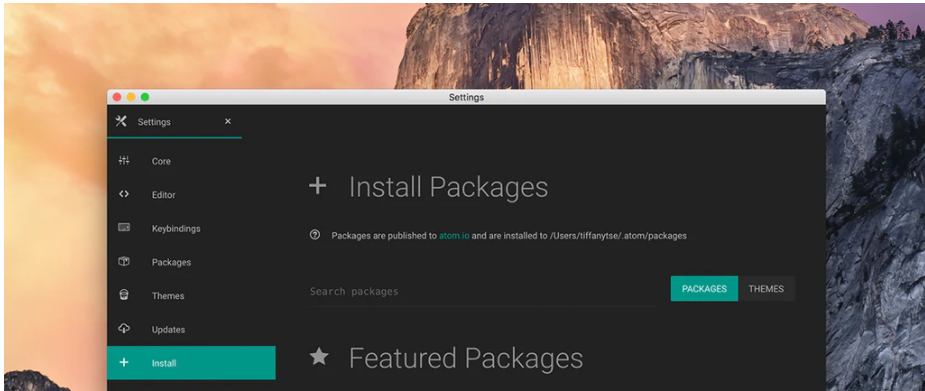 Settings
Settings
Core
Editor
Keybindings
Packages
Themes
Updates
Install
Install Packages
Packages are published to atom.io and are installed to /Users/tiffanytse/.atom/packages
Search packages
PACKAGES THEMES
Featured Packages